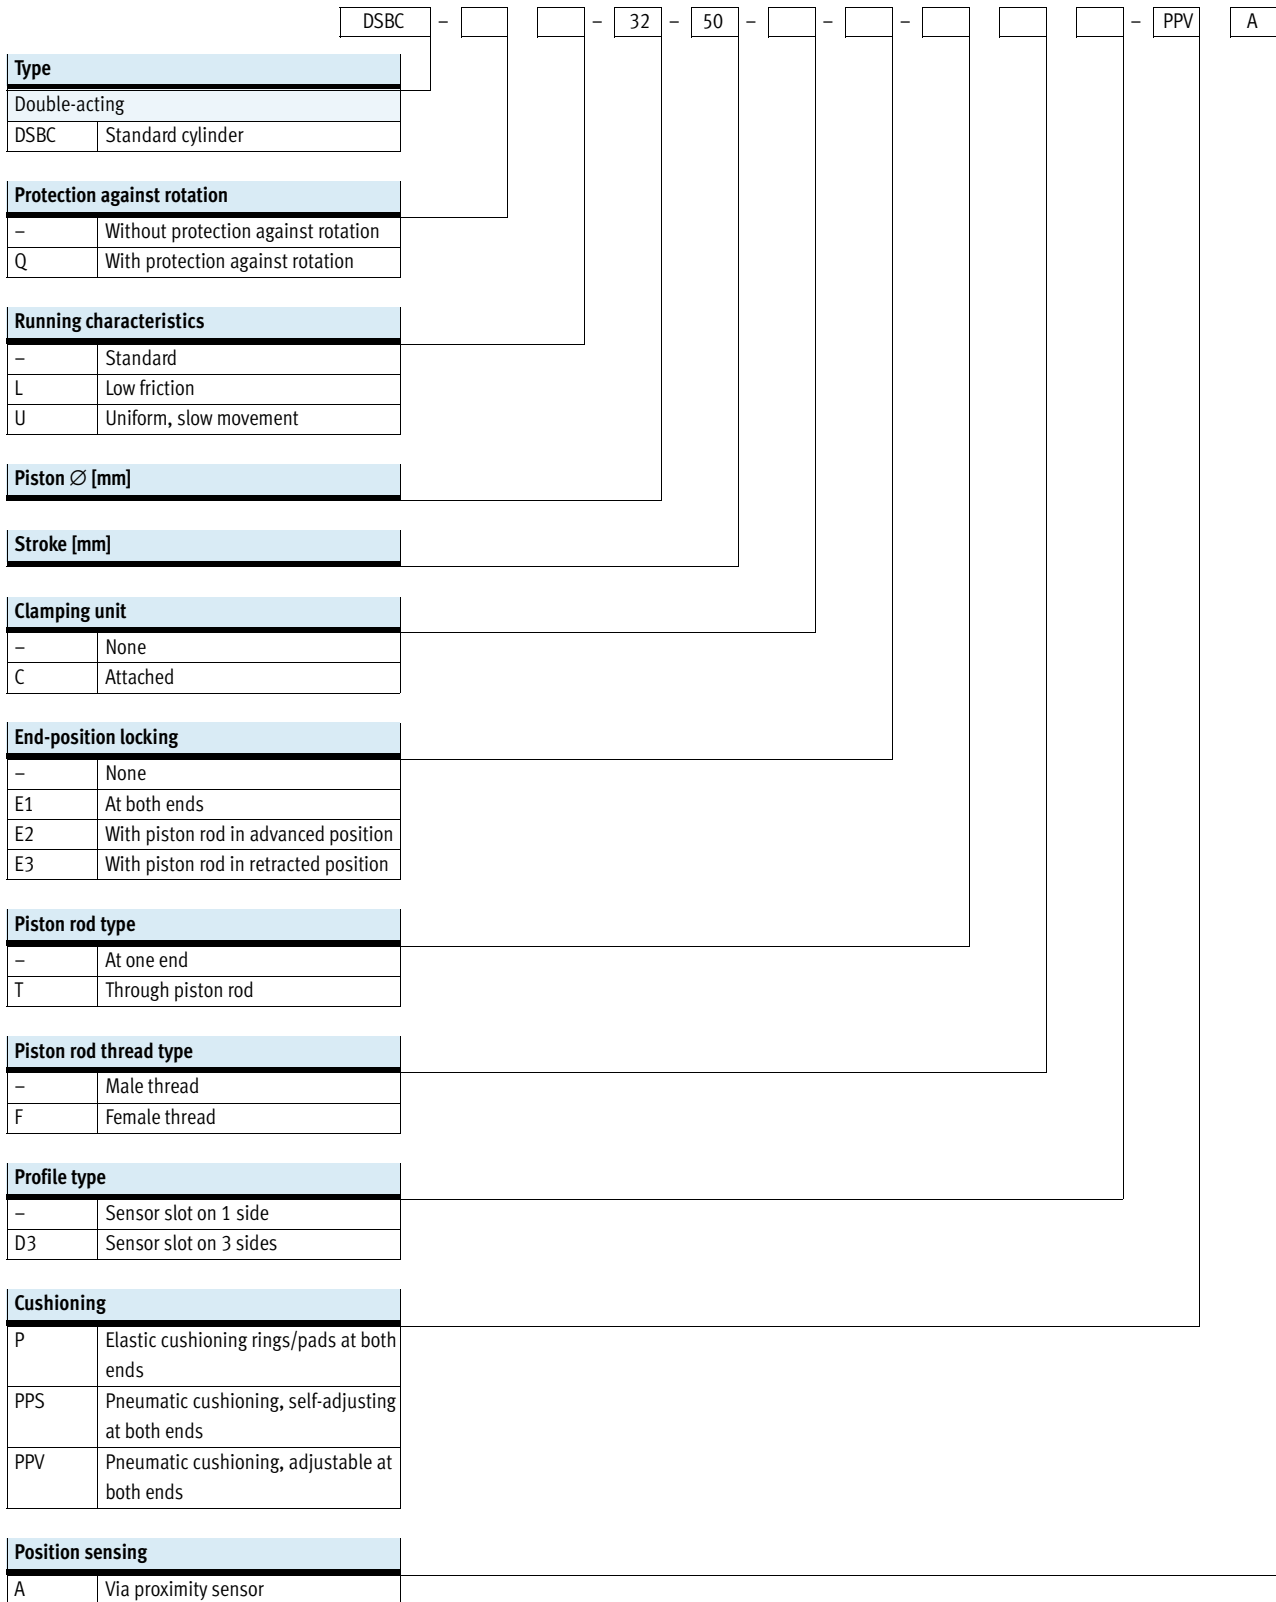 DSBC – – 32 – 50 – – – – PPV A
Type
Double-acting
DSBC Standard cylinder
Protection against rotation
– Without protection against rotation
Q With protection against rotation
Running characteristics
– Standard
L Low friction
U Uniform, slow movement
Piston ∅ [mm]
Stroke [mm]
Clamping unit
– None
C Attached
End-position locking
– None
E1 At both ends
E2 With piston rod in advanced position
E3 With piston rod in retracted position
Piston rod type
– At one end
T Through piston rod
Piston rod thread type
– Male thread
F Female thread
Profile type
– Sensor slot on 1 side
D3 Sensor slot on 3 sides
Cushioning
P Elastic cushioning rings/pads at both
ends
PPS Pneumatic cushioning, self-adjusting
at both ends
PPV Pneumatic cushioning, adjustable at
both ends
Position sensing
A Via proximity sensor